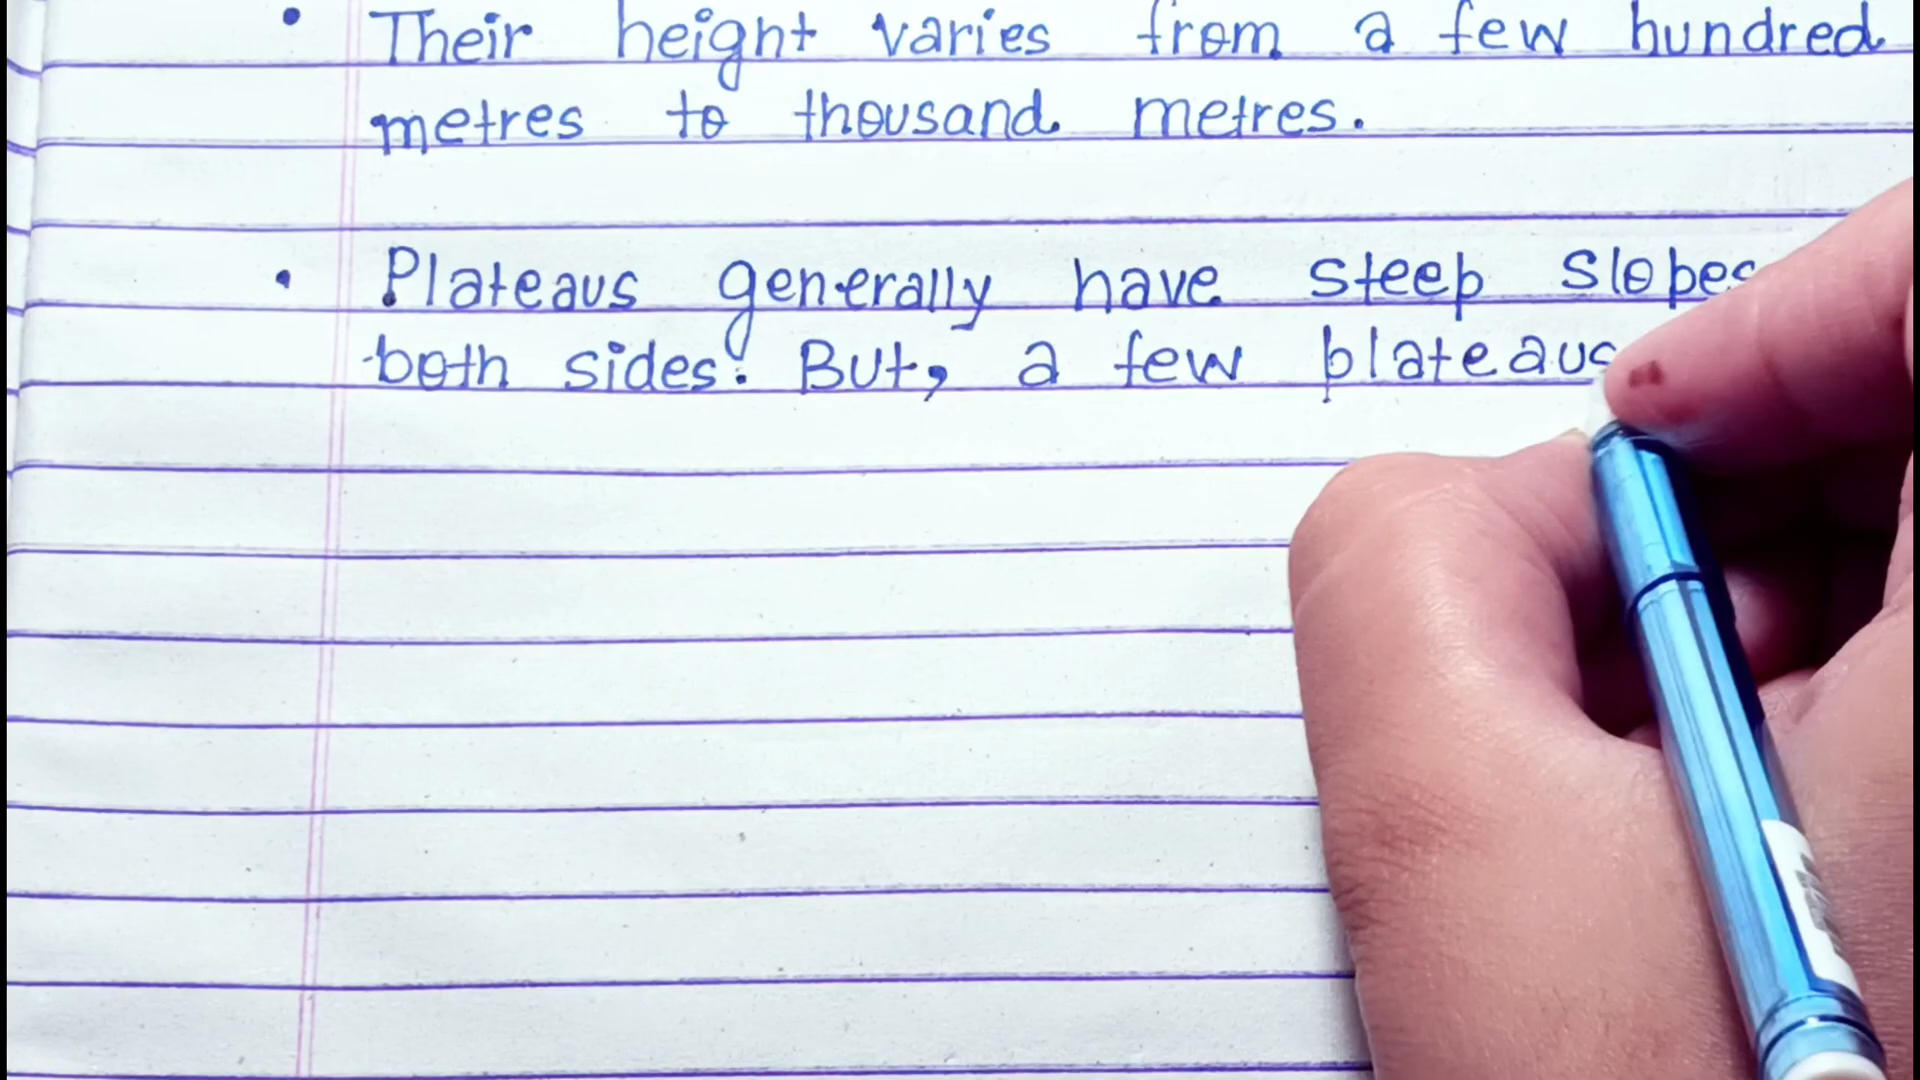 • Their height varies from a few hundred
metres to thousand metres.
• Plateaus generally have steep slopes
both sides. But, a few plateaus